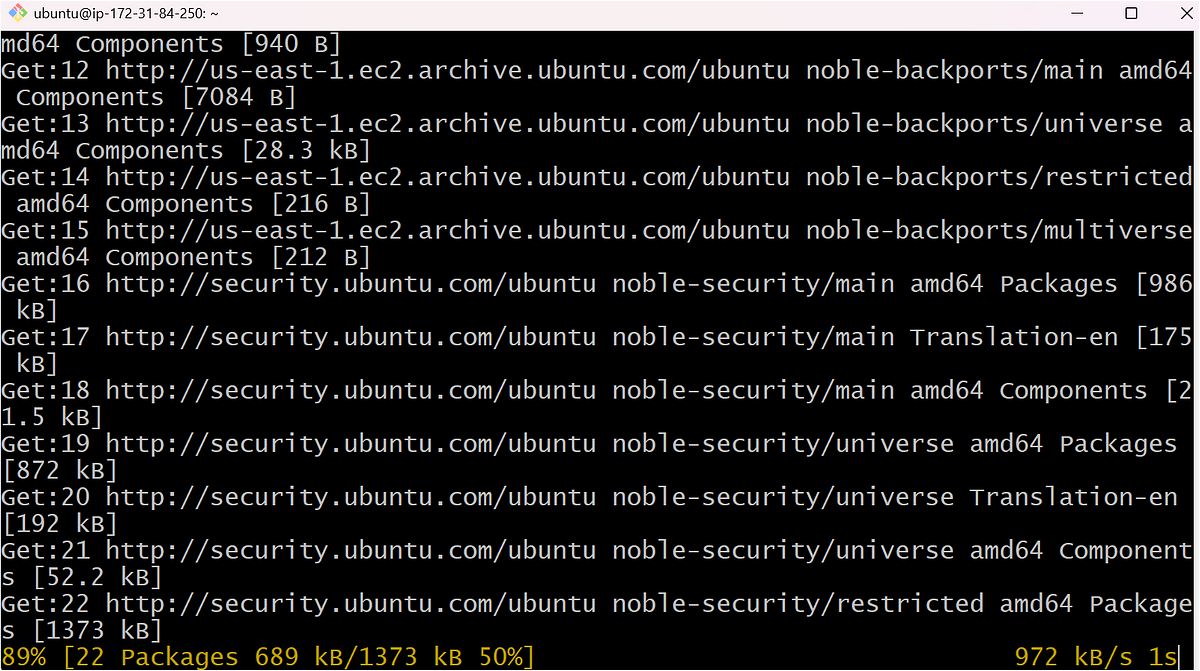 ubuntu@ip-172-31-84-250: ~
md64 Components [940 B]
Get:12 http://us-east-1.ec2.archive.ubuntu.com/ubuntu noble-backports/main amd64
 Components [7084 B]
Get:13 http://us-east-1.ec2.archive.ubuntu.com/ubuntu noble-backports/universe a
md64 Components [28.3 kB]
Get:14 http://us-east-1.ec2.archive.ubuntu.com/ubuntu noble-backports/restricted
 amd64 Components [216 B]
Get:15 http://us-east-1.ec2.archive.ubuntu.com/ubuntu noble-backports/multiverse
 amd64 Components [212 B]
Get:16 http://security.ubuntu.com/ubuntu noble-security/main amd64 Packages [986
 kB]
Get:17 http://security.ubuntu.com/ubuntu noble-security/main Translation-en [175
 kB]
Get:18 http://security.ubuntu.com/ubuntu noble-security/main amd64 Components [2
1.5 kB]
Get:19 http://security.ubuntu.com/ubuntu noble-security/universe amd64 Packages
[872 kB]
Get:20 http://security.ubuntu.com/ubuntu noble-security/universe Translation-en
[192 kB]
Get:21 http://security.ubuntu.com/ubuntu noble-security/universe amd64 Component
s [52.2 kB]
Get:22 http://security.ubuntu.com/ubuntu noble-security/restricted amd64 Package
s [1373 kB]
89% [22 Packages 689 kB/1373 kB 50%] 972 kB/s 1s